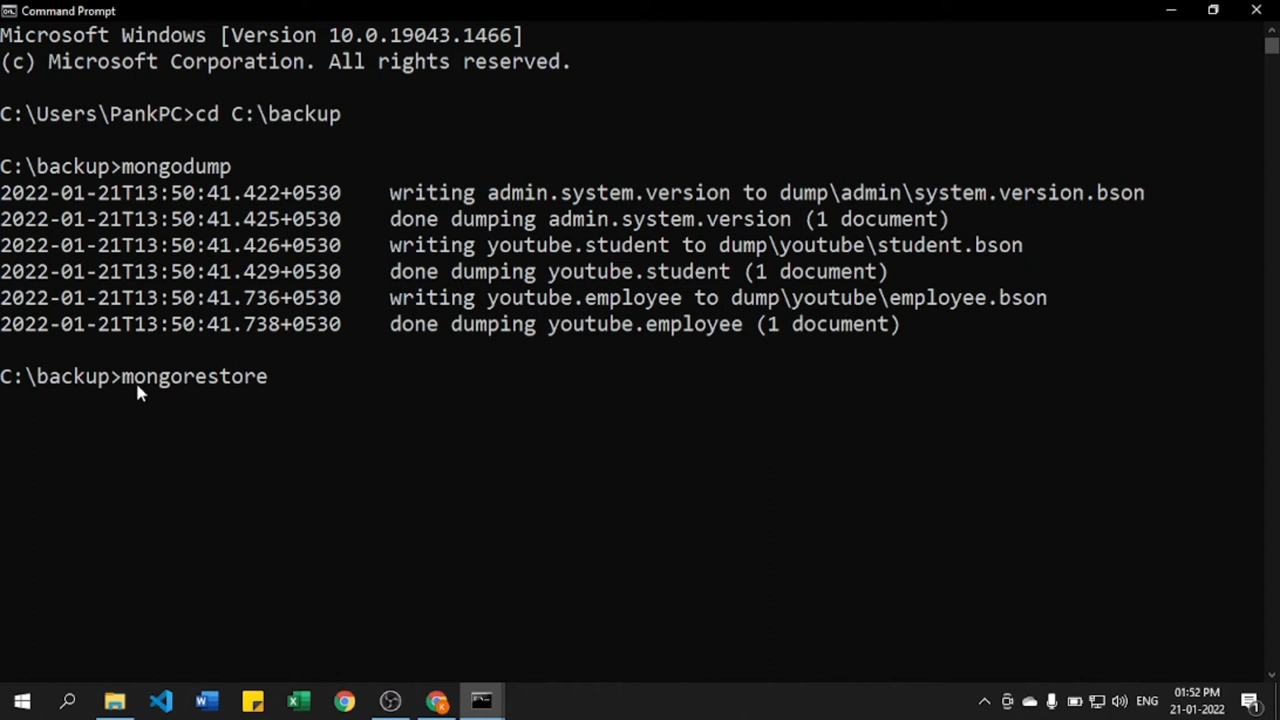 Command Prompt
Microsoft Windows [Version 10.0.19043.1466]
(c) Microsoft Corporation. All rights reserved.
C:\Users\PankPC>cd C:\backup
C:\backup>mongodump
2022-01-21T13:50:41.422+0530    writing admin.system.version to dump\admin\system.version.bson
2022-01-21T13:50:41.425+0530    done dumping admin.system.version (1 document)
2022-01-21T13:50:41.426+0530    writing youtube.student to dump\youtube\student.bson
2022-01-21T13:50:41.429+0530    done dumping youtube.student (1 document)
2022-01-21T13:50:41.736+0530    writing youtube.employee to dump\youtube\employee.bson
2022-01-21T13:50:41.738+0530    done dumping youtube.employee (1 document)
C:\backup>mongorestore
ENG
01:52 PM
21-01-2022
1